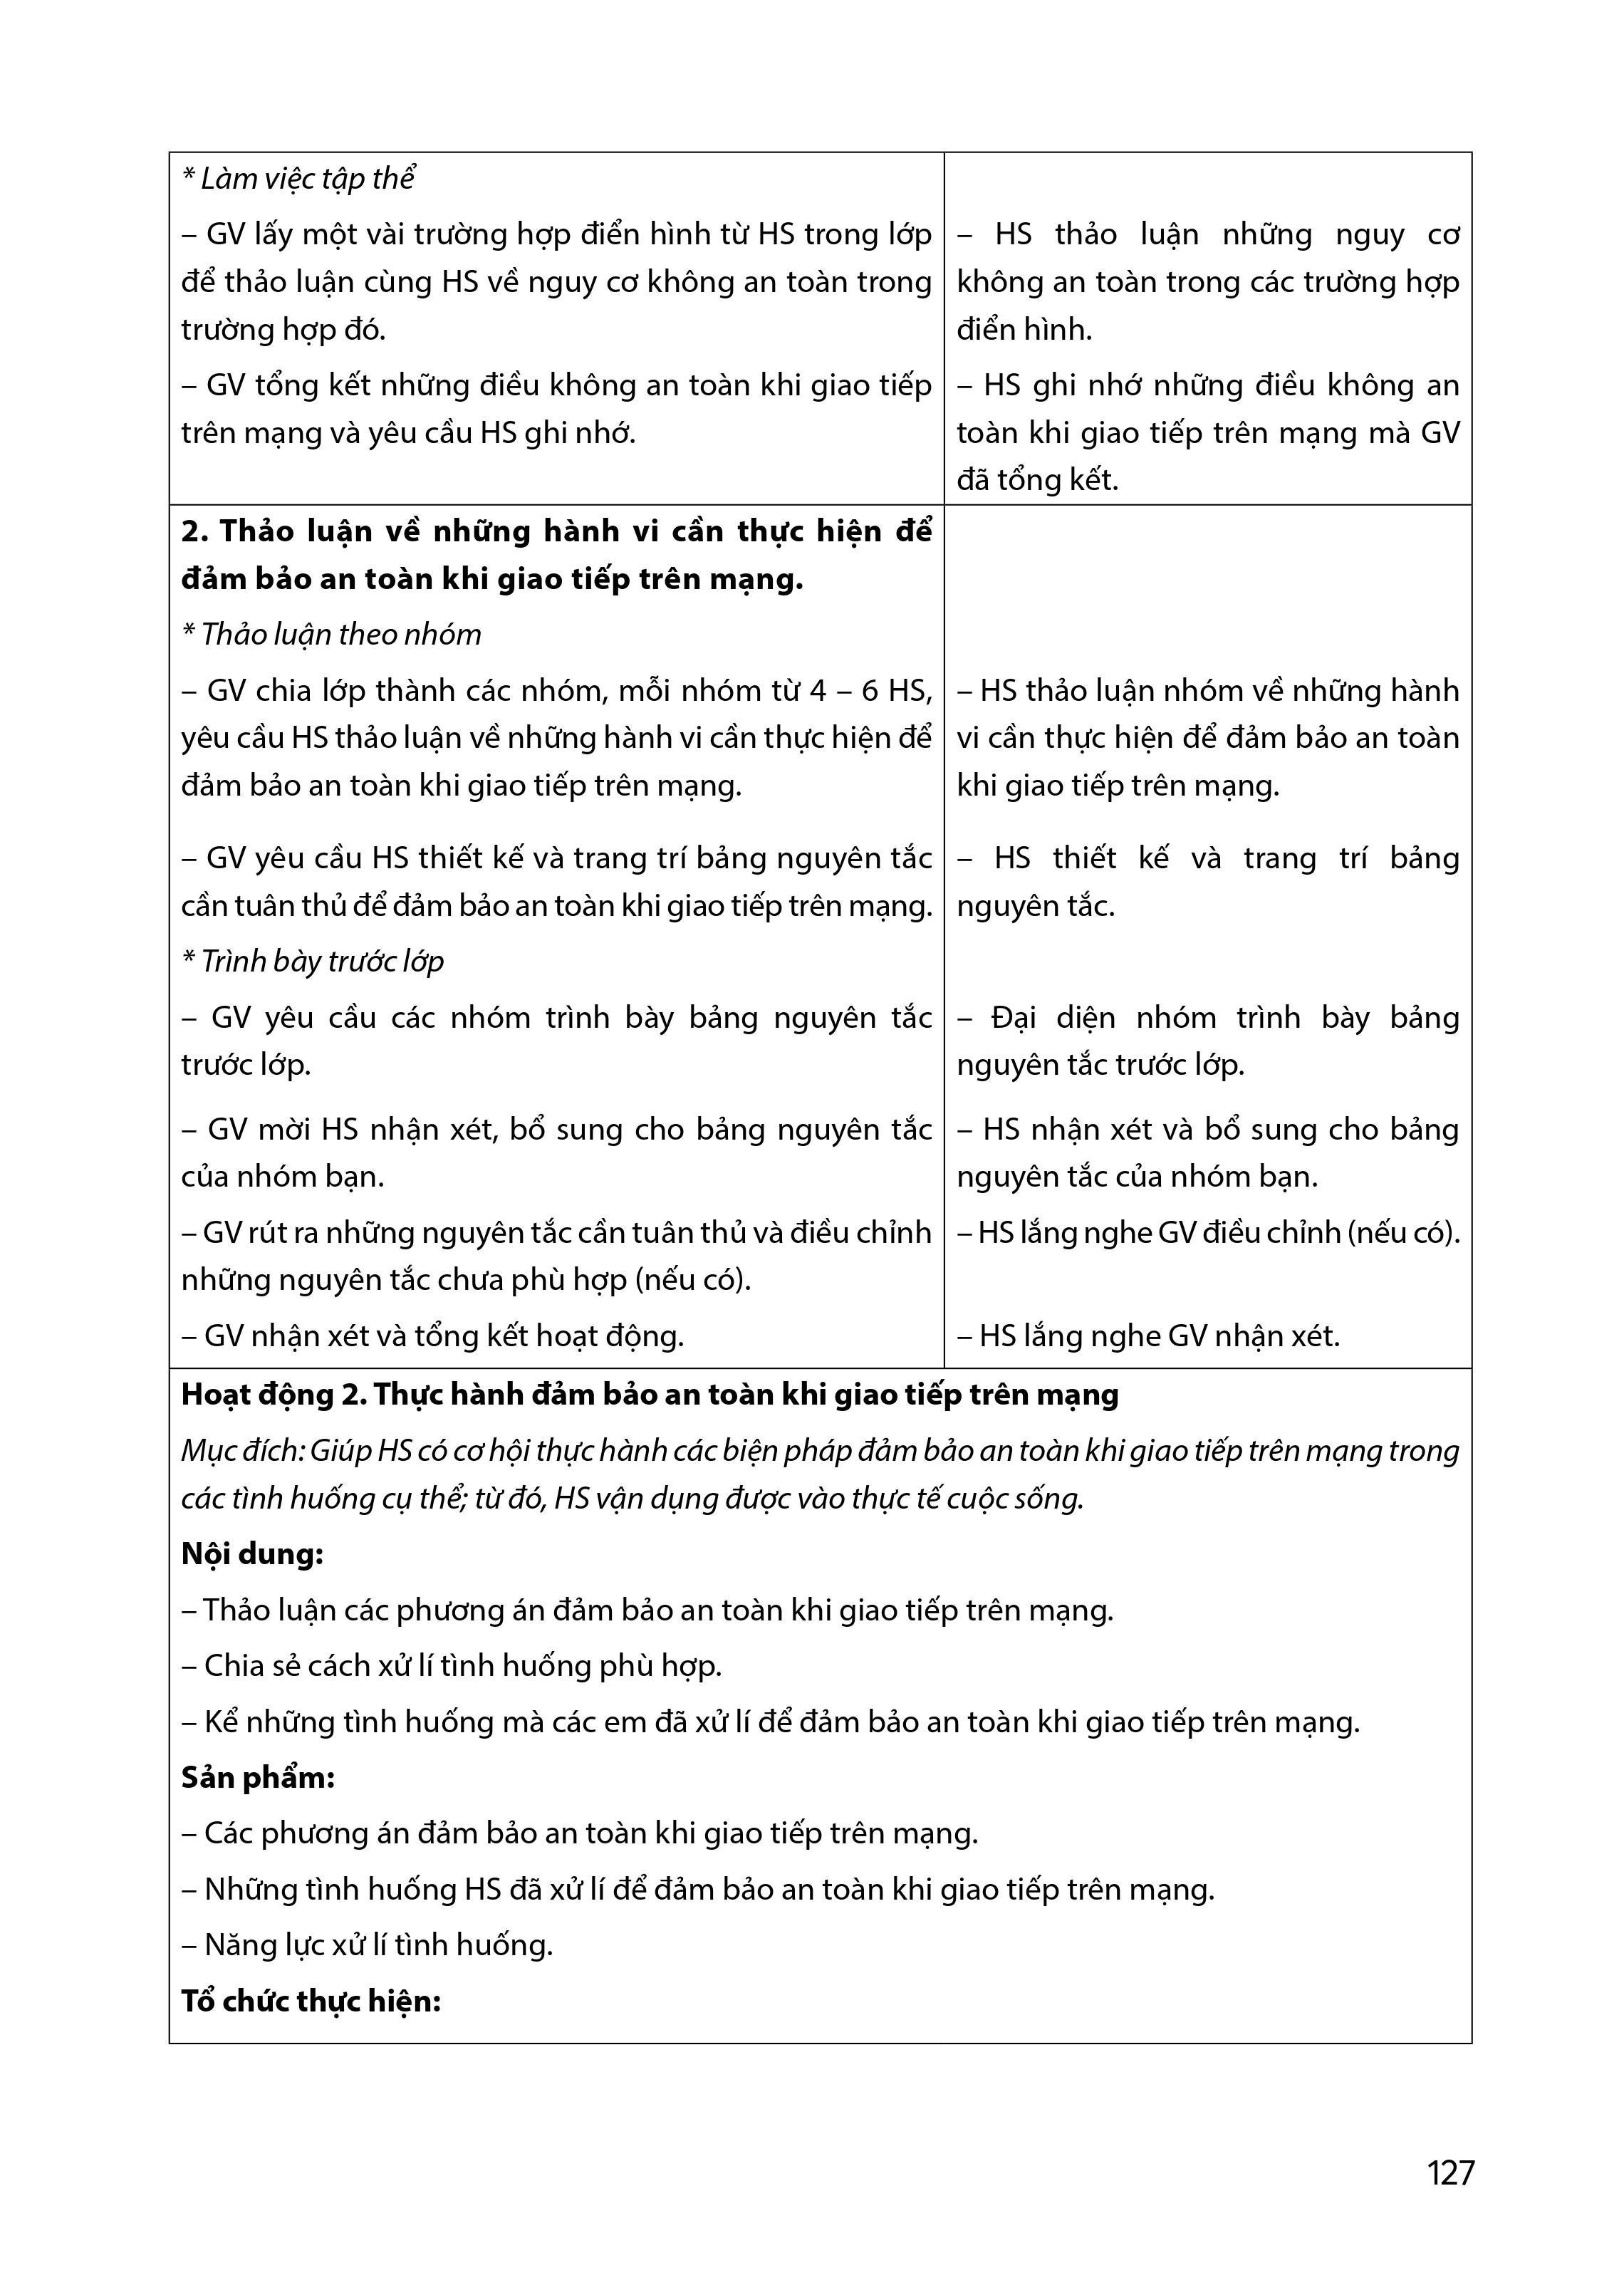 * Làm việc tập thể
– GV lấy một vài trường hợp điển hình từ HS trong lớp
để thảo luận cùng HS về nguy cơ không an toàn trong
trường hợp đó.
– HS thảo luận những nguy cơ
không an toàn trong các trường hợp
điển hình.
– GV tổng kết những điều không an toàn khi giao tiếp
trên mạng và yêu cầu HS ghi nhớ.
– HS ghi nhớ những điều không an
toàn khi giao tiếp trên mạng mà GV
đã tổng kết.
2. Thảo luận về những hành vi cần thực hiện để
đảm bảo an toàn khi giao tiếp trên mạng.
* Thảo luận theo nhóm
– GV chia lớp thành các nhóm, mỗi nhóm từ 4 – 6 HS,
yêu cầu HS thảo luận về những hành vi cần thực hiện để
đảm bảo an toàn khi giao tiếp trên mạng.
– HS thảo luận nhóm về những hành
vi cần thực hiện để đảm bảo an toàn
khi giao tiếp trên mạng.
– GV yêu cầu HS thiết kế và trang trí bảng nguyên tắc
cần tuân thủ để đảm bảo an toàn khi giao tiếp trên mạng.
– HS thiết kế và trang trí bảng
nguyên tắc.
* Trình bày trước lớp
– GV yêu cầu các nhóm trình bày bảng nguyên tắc
trước lớp.
– Đại diện nhóm trình bày bảng
nguyên tắc trước lớp.
– GV mời HS nhận xét, bổ sung cho bảng nguyên tắc
của nhóm bạn.
– HS nhận xét và bổ sung cho bảng
nguyên tắc của nhóm bạn.
– GV rút ra những nguyên tắc cần tuân thủ và điều chỉnh
những nguyên tắc chưa phù hợp (nếu có).
– HS lắng nghe GV điều chỉnh (nếu có).
– GV nhận xét và tổng kết hoạt động.
– HS lắng nghe GV nhận xét.
Hoạt động 2. Thực hành đảm bảo an toàn khi giao tiếp trên mạng
Mục đích: Giúp HS có cơ hội thực hành các biện pháp đảm bảo an toàn khi giao tiếp trên mạng trong
các tình huống cụ thể; từ đó, HS vận dụng được vào thực tế cuộc sống.
Nội dung:
– Thảo luận các phương án đảm bảo an toàn khi giao tiếp trên mạng.
– Chia sẻ cách xử lí tình huống phù hợp.
– Kể những tình huống mà các em đã xử lí để đảm bảo an toàn khi giao tiếp trên mạng.
Sản phẩm:
– Các phương án đảm bảo an toàn khi giao tiếp trên mạng.
– Những tình huống HS đã xử lí để đảm bảo an toàn khi giao tiếp trên mạng.
– Năng lực xử lí tình huống.
Tổ chức thực hiện:
127